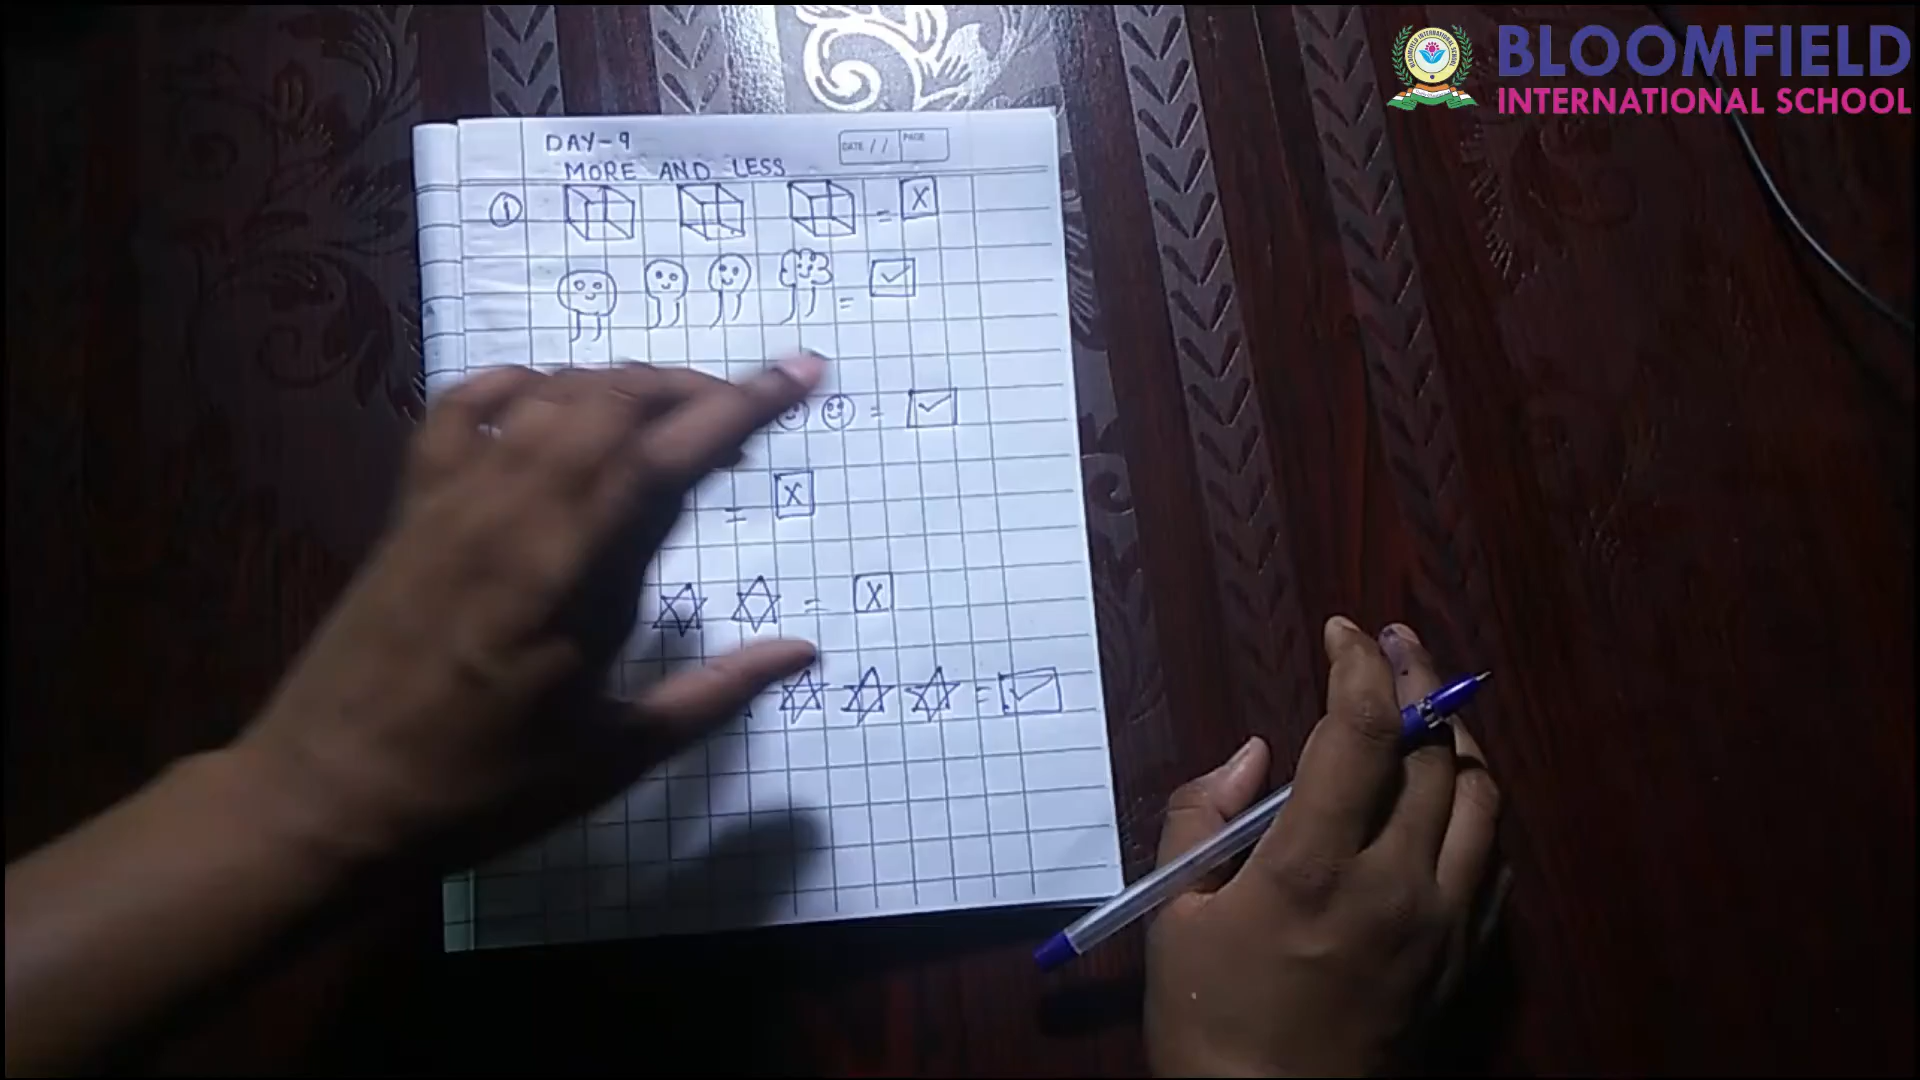 BLOOMFIELD
INTERNATIONAL SCHOOL
DAY-9
DATE / /
PAGE
MORE AND LESS
1
= X
= ✓
= ✓
= X
= X
= ✓